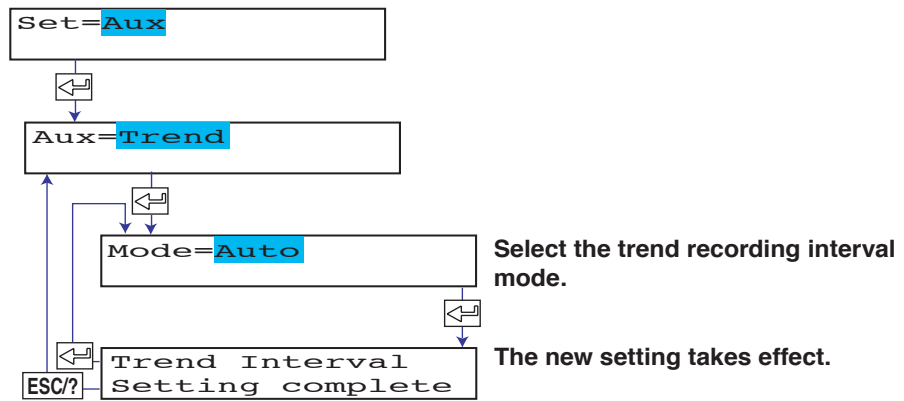 Set=Aux
Aux=Trend
Mode=Auto
Select the trend recording interval
mode.
Trend Interval
Setting complete
The new setting takes effect.
ESC/?